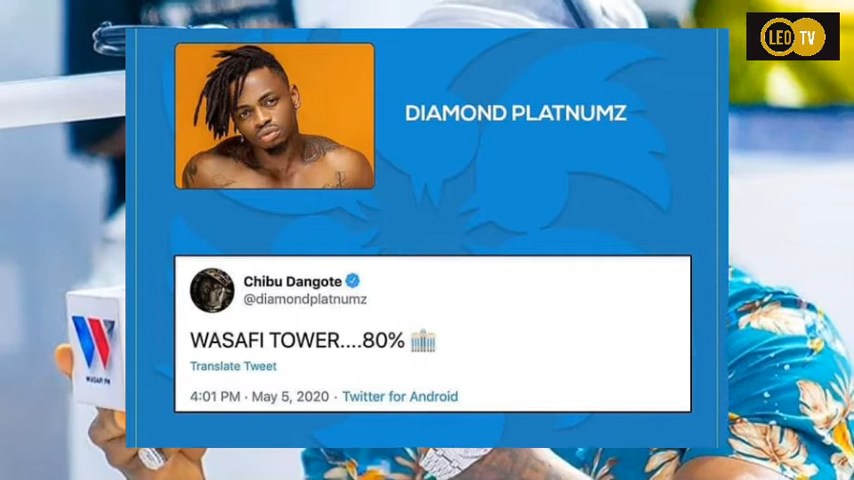 LEO TV
DIAMOND PLATNUMZ
Chibu Dangote
@diamondplatnumz
WASAFI TOWER....80%
Translate Tweet
4:01 PM · May 5, 2020 · Twitter for Android
W
WASAFI FM